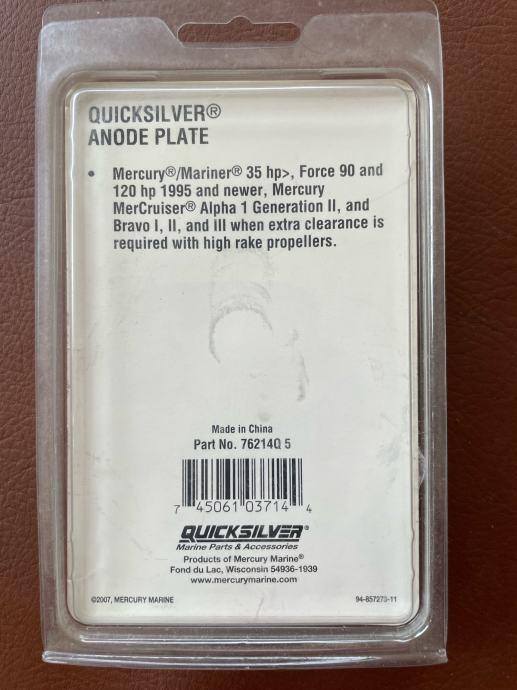 QUICKSILVER®
ANODE PLATE
• Mercury®/Mariner® 35 hp>, Force 90 and
120 hp 1995 and newer, Mercury
MerCruiser® Alpha 1 Generation II, and
Bravo I, II, and III when extra clearance is
required with high rake propellers.
Made in China
Part No. 76214Q 5
7 45061 03714 4
QUICKSILVER®
Marine Parts & Accessories
Products of Mercury Marine®
Fond du Lac, Wisconsin 54936-1939
www.mercurymarine.com
©2007, MERCURY MARINE 94-857273-11